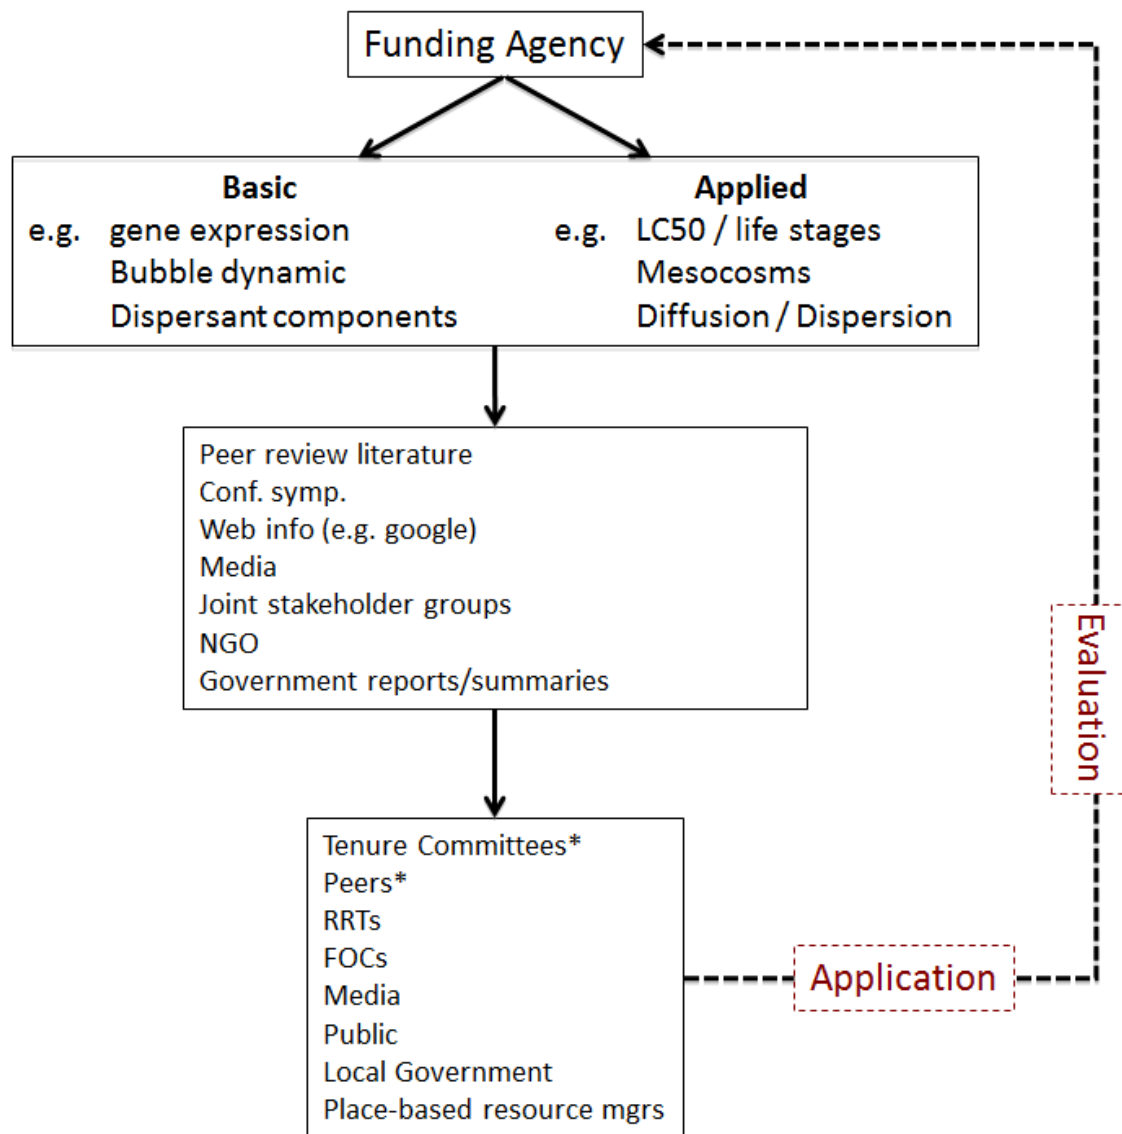 Funding Agency
Basic
e.g. gene expression
Bubble dynamic
Dispersant components
Applied
e.g. LC50 / life stages
Mesocosms
Diffusion / Dispersion
Peer review literature
Conf. symp.
Web info (e.g. google)
Media
Joint stakeholder groups
NGO
Government reports/summaries
Tenure Committees*
Peers*
RRTs
FOCs
Media
Public
Local Government
Place-based resource mgrs
Application
Evaluation